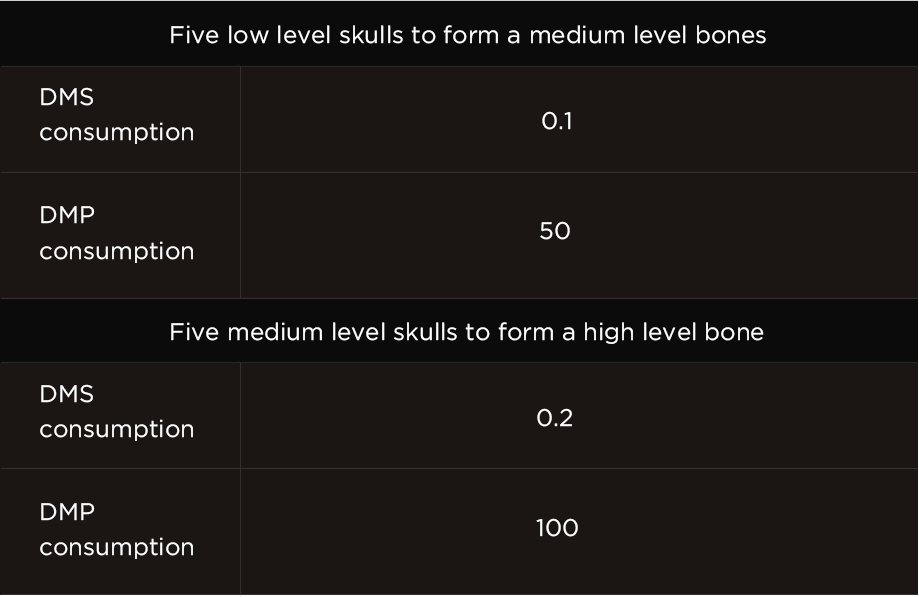 Five low level skulls to form a medium level bones
DMS
consumption
0.1
DMP
consumption
50
Five medium level skulls to form a high level bone
DMS
consumption
0.2
DMP
consumption
100